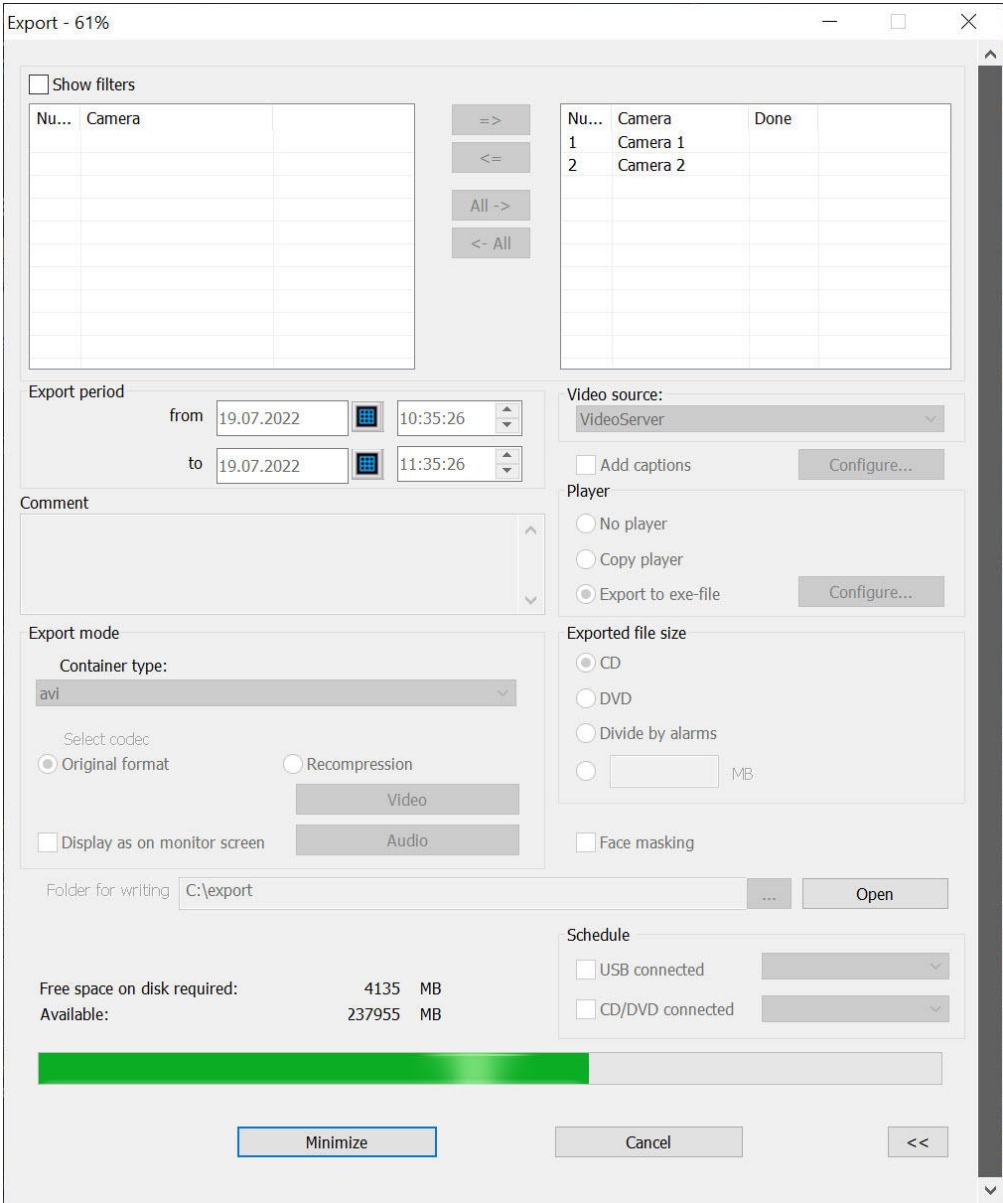 Export - 61%
Show filters
Nu... Camera
=>
<=
All ->
<- All
Nu... Camera Done
1 Camera 1
2 Camera 2
Export period
from 19.07.2022 10:35:26
to 19.07.2022 11:35:26
Video source:
VideoServer
Add captions Configure...
Comment
Player
No player
Copy player
Export to exe-file Configure...
Export mode
Container type:
avi
Select codec
Original format Recompression
Video
Display as on monitor screen Audio
Exported file size
CD
DVD
Divide by alarms
MB
Face masking
Folder for writing C:\export ... Open
Schedule
USB connected
CD/DVD connected
Free space on disk required: 4135 MB
Available: 237955 MB
Minimize Cancel <<